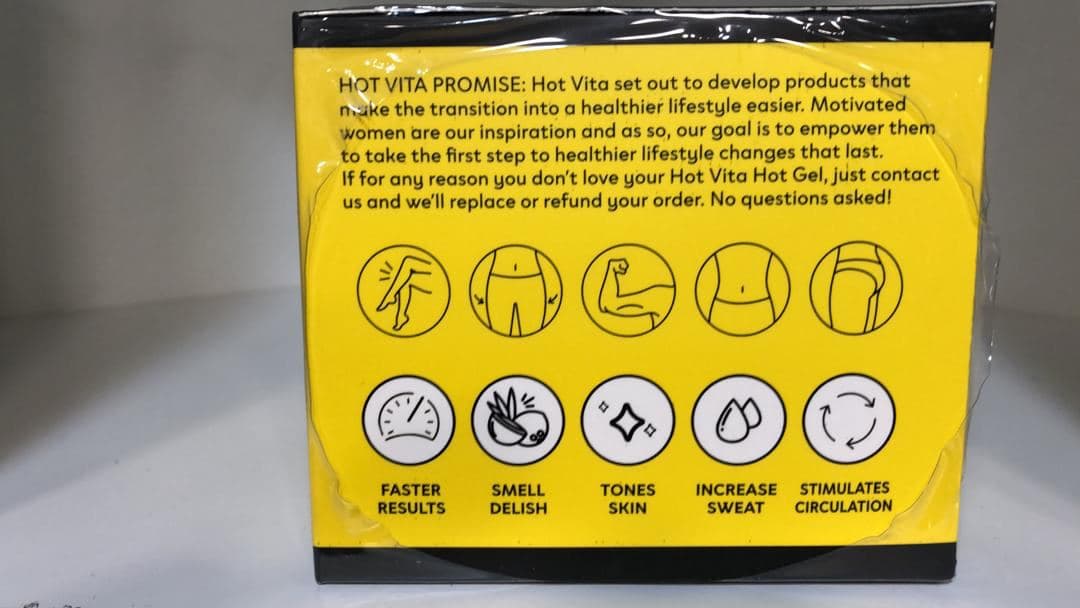 HOT VITA PROMISE: Hot Vita set out to develop products that
make the transition into a healthier lifestyle easier. Motivated
women are our inspiration and as so, our goal is to empower them
to take the first step to healthier lifestyle changes that last.
If for any reason you don't love your Hot Vita Hot Gel, just contact
us and we'll replace or refund your order. No questions asked!
FASTER
RESULTS
SMELL
DELISH
TONES
SKIN
INCREASE
SWEAT
STIMULATES
CIRCULATION